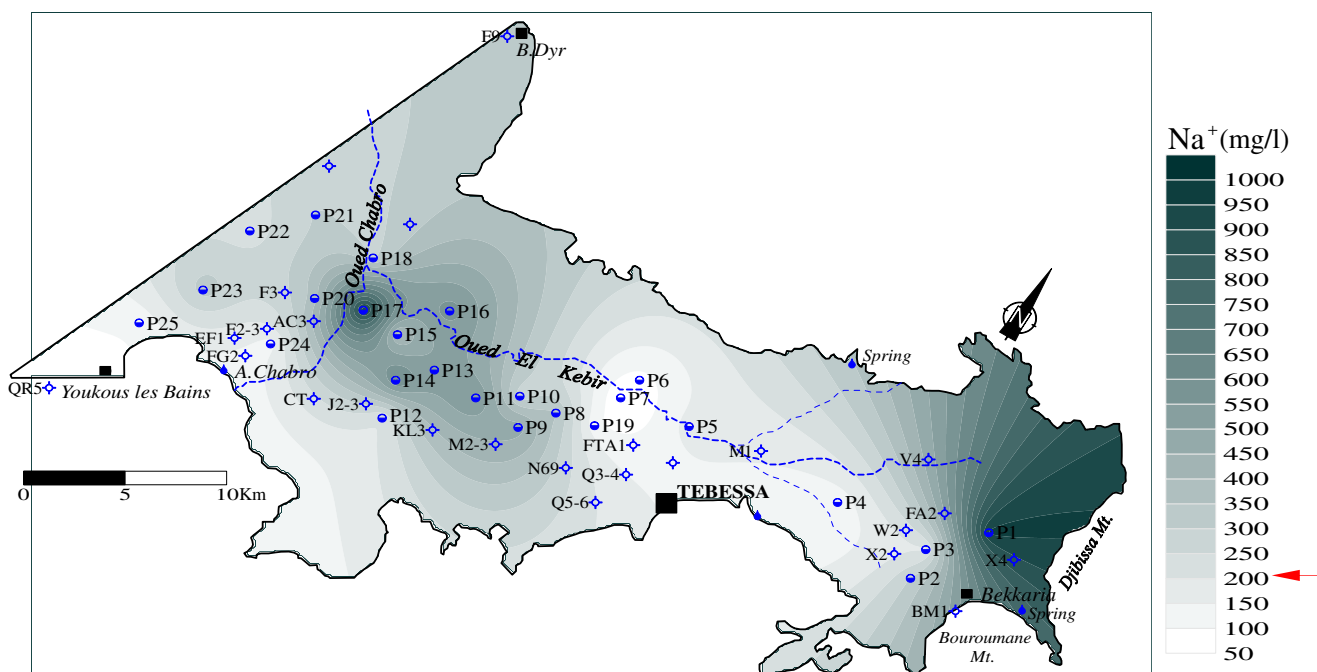 F9
B.Dyr
Na+ (mg/l)
1000
950
900
850
800
750
700
600
550
500
450
400
350
300
250
200
150
100
50
P21
P22
Oued Chabro
P18
P23
F3
P20
P17
P16
N
P25
AC3
F2-3
EF1
P15
P24
FG2
Oued El Kebir
Spring
A.Chabro
QR5
Youkous les Bains
P13
P14
P6
P7
CT
J2-3
P11
P10
P8
P12
KL3
P9
P19
P5
M2-3
FTA1
M1
V4
N69
Q3-4
0 5 10Km
TEBESSA
Q5-6
P4
FA2
W2
P1
Djibissa Mt.
X2
P3
X4
P2
Bekkaria
BM1
Spring
Bouroumane
Mt.